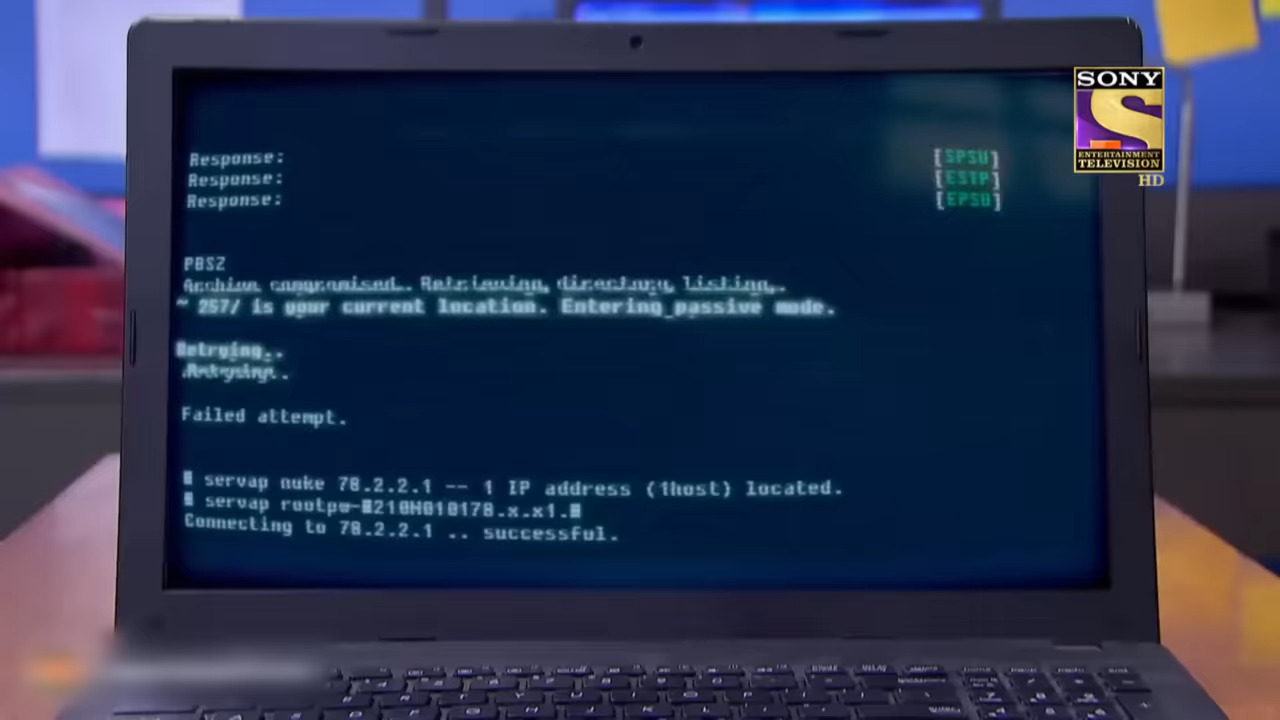 SONY
S
ENTERTAINMENT
TELEVISION
HD
Response: [SPSU]
Response: [ESTP]
Response: [EPSU]
PBSZ
Archive compromised. Retrieving, directory, listing,.
~ 257/ is your current location. Entering passive mode.
Retrying..
Retrying..
Failed attempt.
servap nuke 78.2.2.1 -- 1 IP address (1host) located.
servap
Connecting to 78.2.2.1 .. successful.